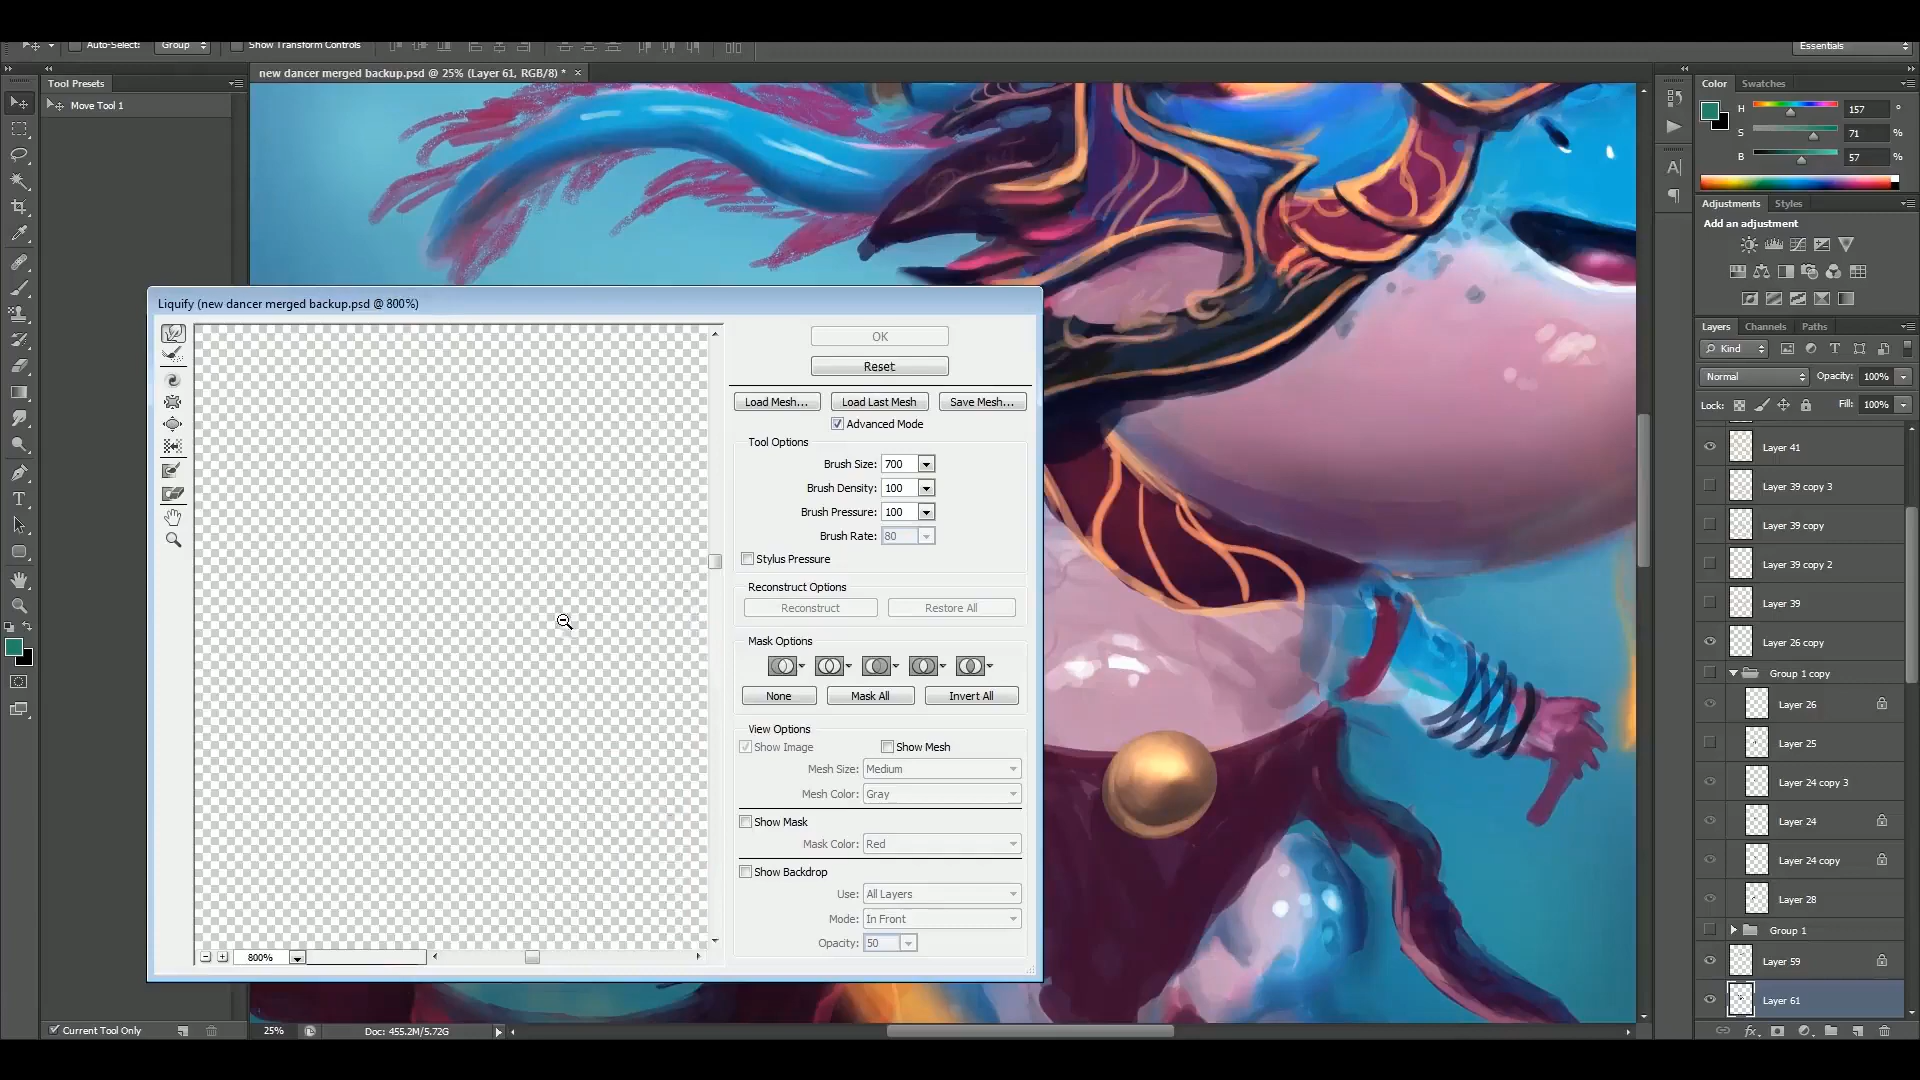 Auto-Select:
Group
Show Transform Controls
Essentials
Tool Presets
new dancer merged backup.psd @ 25% (Layer 61, RGB/8) *
Move Tool 1
Color
Swatches
H
157
°
S
71
%
B
57
%
Adjustments
Styles
Add an adjustment
Layers
Channels
Paths
Kind
Normal
Opacity:
100%
Lock:
Fill:
100%
Layer 41
Layer 39 copy 3
Layer 39 copy
Layer 39 copy 2
Layer 39
Layer 26 copy
Group 1 copy
Layer 26
Layer 25
Layer 24 copy 3
Layer 24
Layer 24 copy
Layer 28
Group 1
Layer 59
Layer 61
Liquify (new dancer merged backup.psd @ 800%)
OK
Reset
Load Mesh...
Load Last Mesh
Save Mesh...
Advanced Mode
Tool Options
Brush Size:
700
Brush Density:
100
Brush Pressure:
100
Brush Rate:
80
Stylus Pressure
Reconstruct Options
Reconstruct
Restore All
Mask Options
None
Mask All
Invert All
View Options
Show Image
Show Mesh
Mesh Size:
Medium
Mesh Color:
Gray
Show Mask
Mask Color:
Red
Show Backdrop
Use:
All Layers
Mode:
In Front
Opacity:
50
800%
Current Tool Only
25%
Doc: 455.2M/5.72G